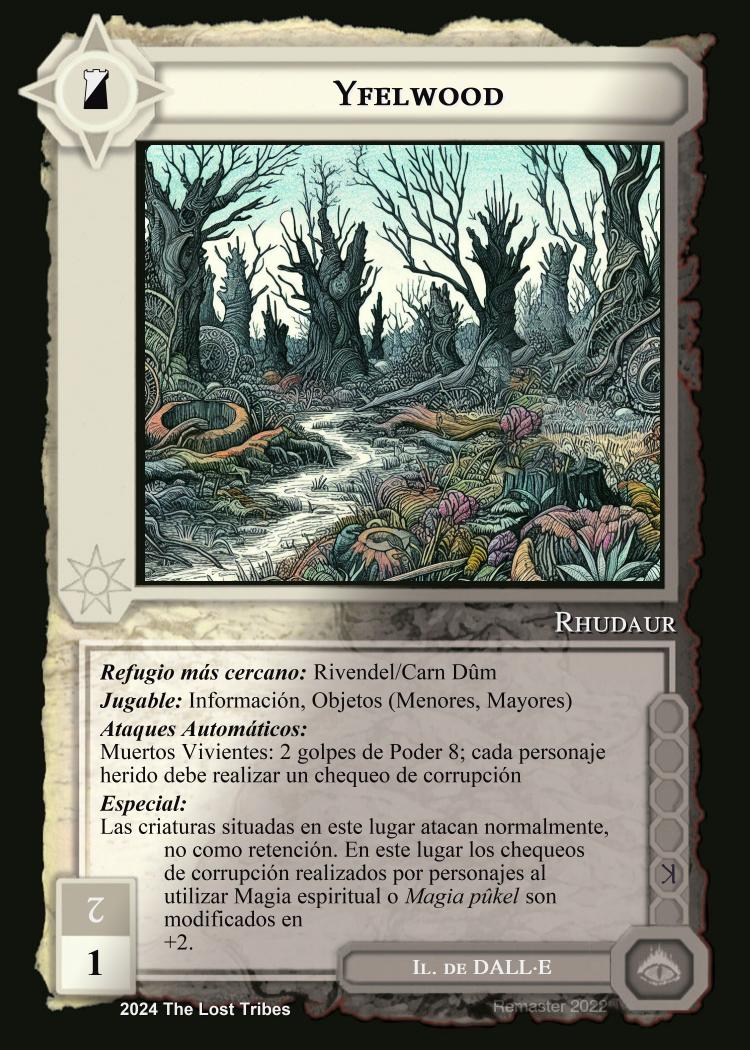 Yfelwood
Rhudaur
Refugio más cercano: Rivendel/Carn Dûm
Jugable: Información, Objetos (Menores, Mayores)
Ataques Automáticos:
Muertos Vivientes: 2 golpes de Poder 8; cada personaje
herido debe realizar un chequeo de corrupción
Especial:
Las criaturas situadas en este lugar atacan normalmente,
no como retención. En este lugar los chequeos
de corrupción realizados por personajes al
utilizar Magia espiritual o Magia pûkel son
modificados en
+2.
2
1
Il. de DALL·E
2024 The Lost Tribes
Remaster 2022